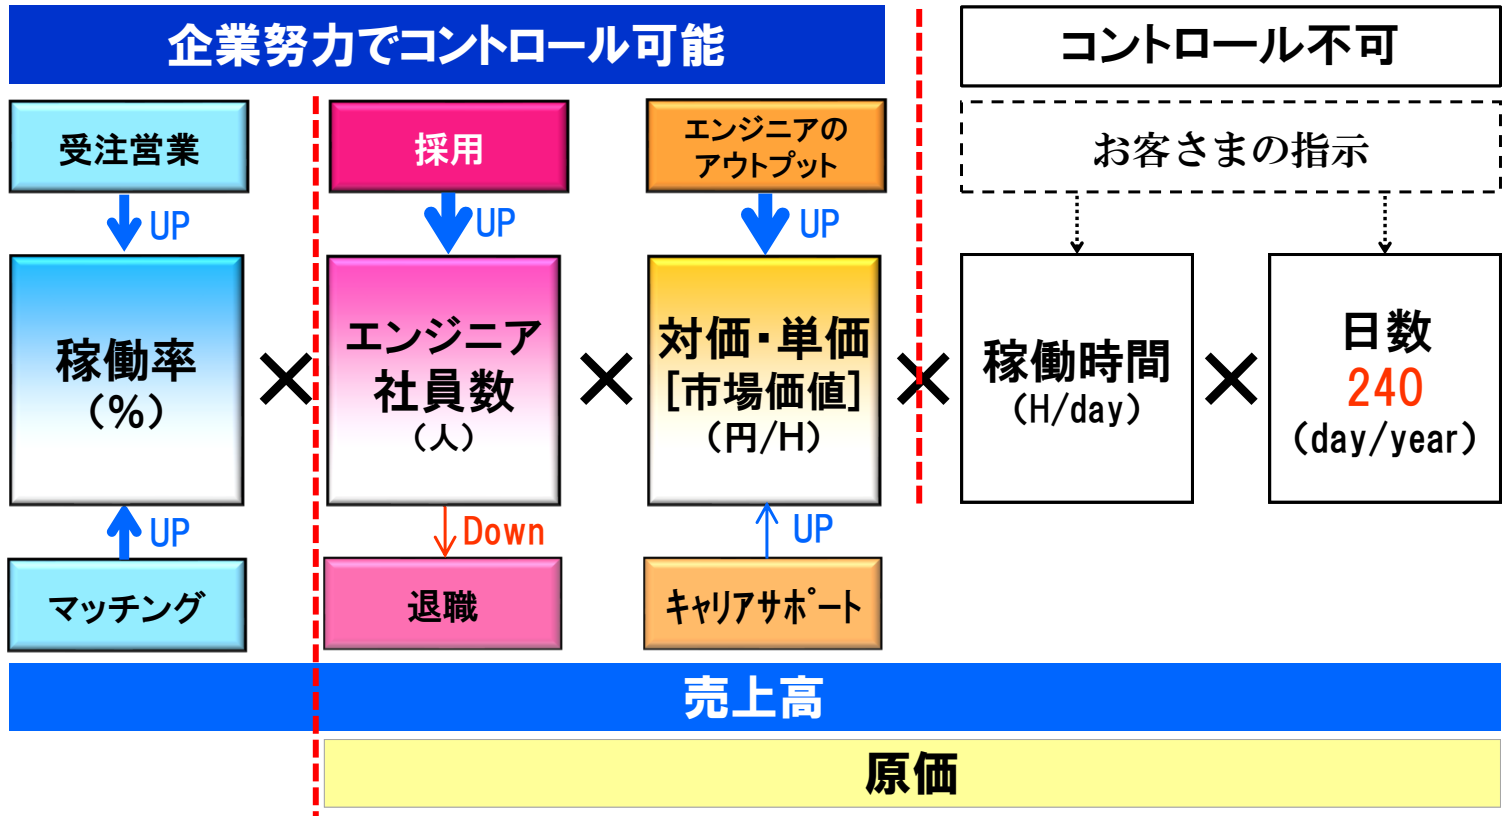 企業努力でコントロール可能
コントロール不可
受注営業
採用
エンジニアの
アウトプット
お客さまの指示
UP
UP
UP
稼働率
(%)
×
エンジニア
社員数
(人)
×
対価・単価
[市場価値]
(円/H)
×
稼働時間
(H/day)
×
日数
240
(day/year)
UP
Down
UP
マッチング
退職
キャリアサポート
売上高
原価